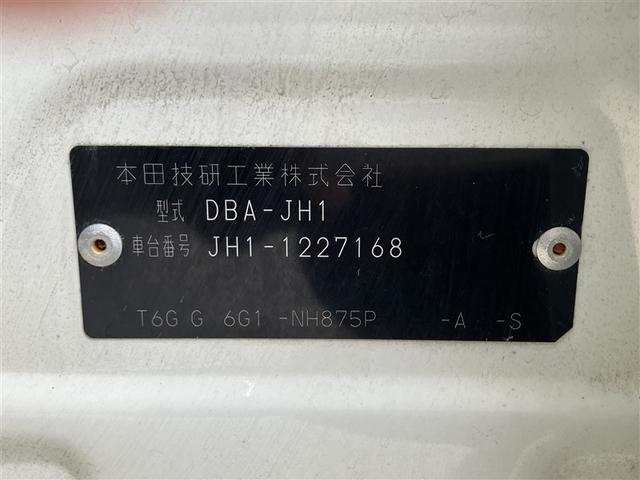 本田技研工業株式会社
型式 DBA-JH1
車台番号 JH1-1227168
T6G G 6G1 -NH875P -A -S